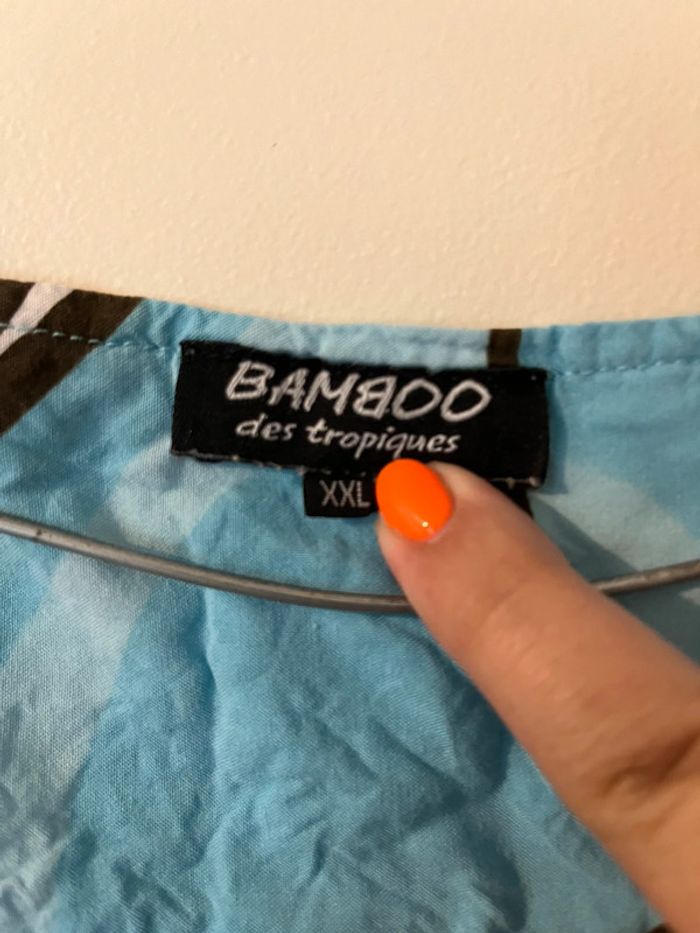 BAMBOO
des tropiques
XXL